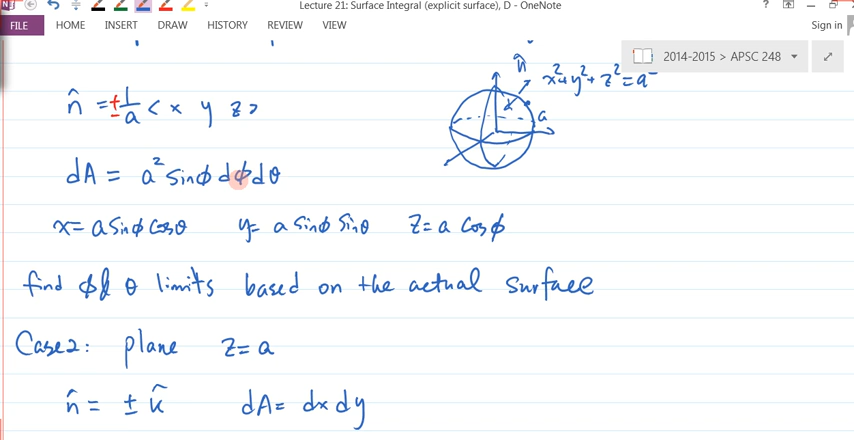 Lecture 21: Surface Integral (explicit surface), D - OneNote
FILE HOME INSERT DRAW HISTORY REVIEW VIEW Sign in
2014-2015 > APSC 248
n̂ = ± 1/a < x y z >
n̂ x²+y²+z²=a²
a
dA = a² sinϕ dϕ dθ
x= a sinϕ cosθ y= a sinϕ sinθ z= a cosϕ
find ϕ & θ limits based on the actual surface
Case2: plane z= a
n̂ = ± k̂ dA= dx dy